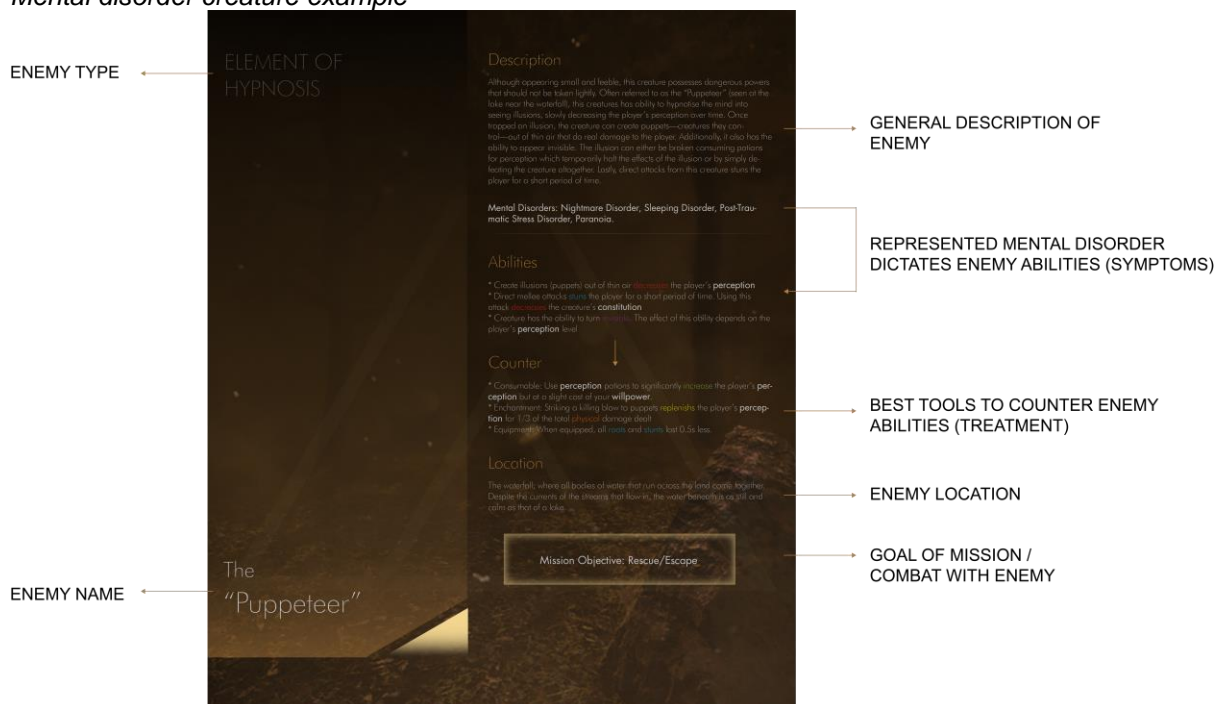 Mental disorder creature example
ENEMY TYPE
ELEMENT OF
HYPNOSIS
The
"Puppeteer"
ENEMY NAME
Description
Although appearing small and feeble, this creature possesses dangerous powers
that should not be taken lightly. Often referred to as the "Puppeteer" (seen at the
lake near the waterfall), this creatures has ability to hypnotise the mind into
seeing illusions, slowly decreasing the player's perception over time. Once
trapped an illusion, the creature can create puppets—creatures they con-
trol—out of thin air that do real damage to the player. Additionally, it also has the
ability to appear invisible. The illusion can either be broken consuming potions
for perception which temporarily halt the effects of the illusion or by simply de-
feating the creature altogether. Lastly, direct attacks from this creature stuns the
player for a short period of time.
Mental Disorders: Nightmare Disorder, Sleeping Disorder, Post-Trau-
matic Stress Disorder, Paranoia.
Abilities
* Create illusions (puppets) out of thin air decreases the player's perception
* Direct mellee attacks stuns the player for a short period of time. Using this
attack decreases the creature's constitution
* Creature has the ability to turn The effect of this ability depends on the
player's perception level
Counter
* Consumable: Use perception potions to significantly increase the player's per-
ception but at a slight cost of your willpower.
* Enchantment: Striking a killing blow to puppets replenishs the player's percep-
tion for 1/3 of the total physical damage dealt
* Equipment: When equipped, all roots and stunts last 0.5s less.
Location
The waterfall; where all bodies of water that run across the land come together.
Despite the currents of the streams that flow in, the water beneath is as still and
calm as that of a lake.
Mission Objective: Rescue/Escape
GENERAL DESCRIPTION OF
ENEMY
REPRESENTED MENTAL DISORDER
DICTATES ENEMY ABILITIES (SYMPTOMS)
BEST TOOLS TO COUNTER ENEMY
ABILITIES (TREATMENT)
ENEMY LOCATION
GOAL OF MISSION /
COMBAT WITH ENEMY